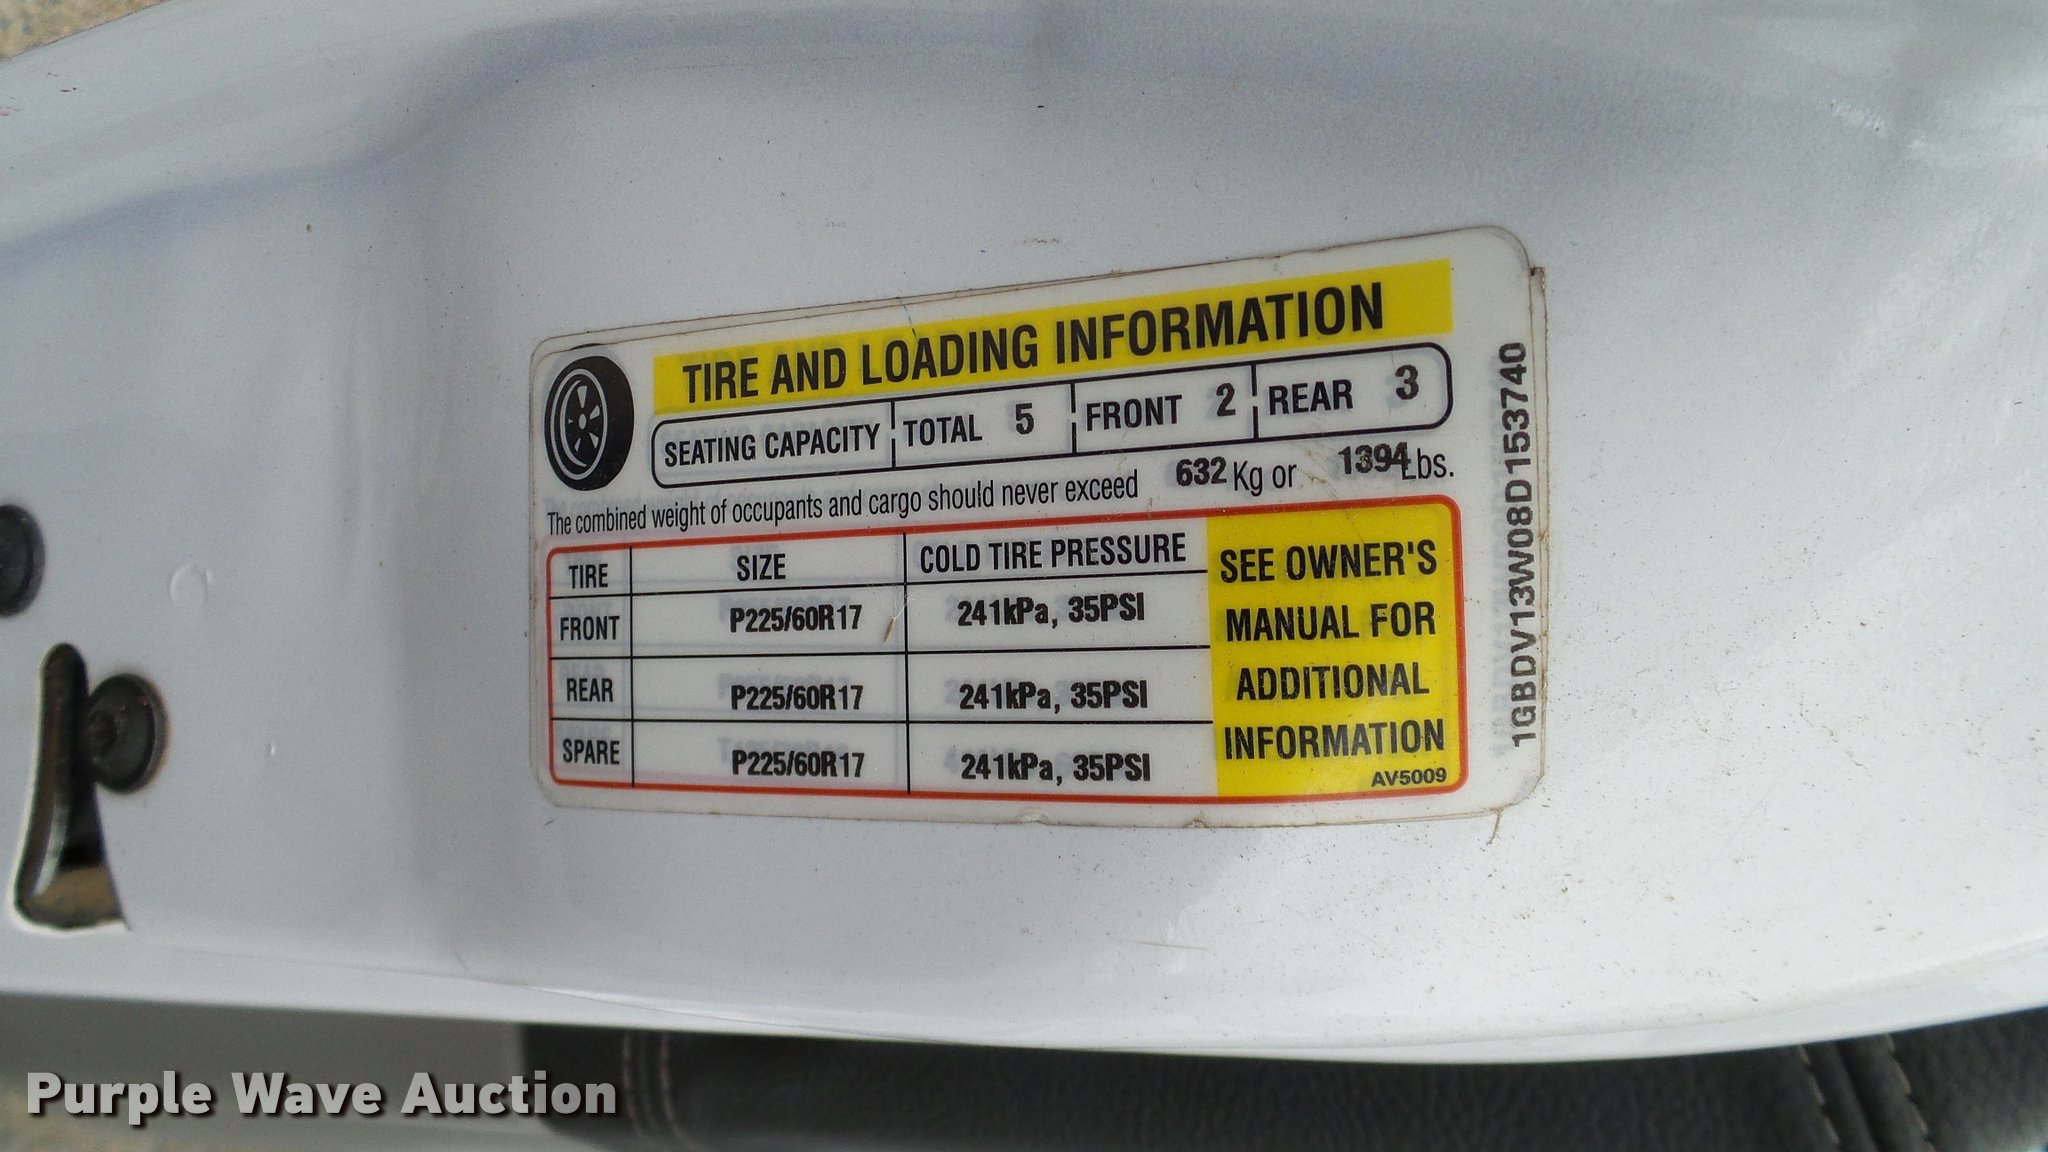 TIRE AND LOADING INFORMATION
SEATING CAPACITY TOTAL 5 FRONT 2 REAR 3
The combined weight of occupants and cargo should never exceed 632 Kg or 1394 Lbs.
TIRE SIZE COLD TIRE PRESSURE
FRONT P225/60R17 241kPa, 35PSI
REAR P225/60R17 241kPa, 35PSI
SPARE P225/60R17 241kPa, 35PSI
SEE OWNER'S
MANUAL FOR
ADDITIONAL
INFORMATION
AV5009
1GBDV13W08D153740
Purple Wave Auction